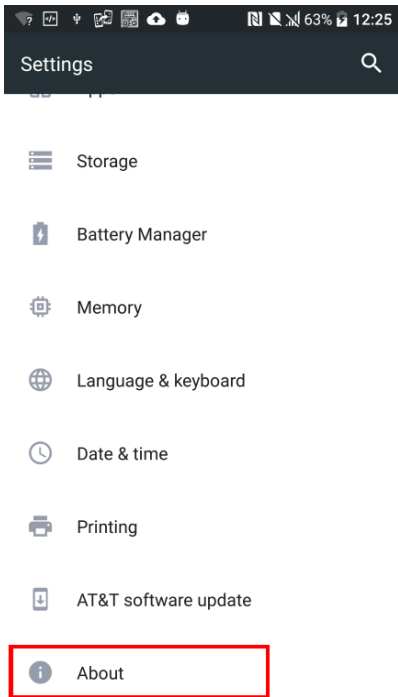 63% 12:25
Settings
Storage
Battery Manager
Memory
Language & keyboard
Date & time
Printing
AT&T software update
About